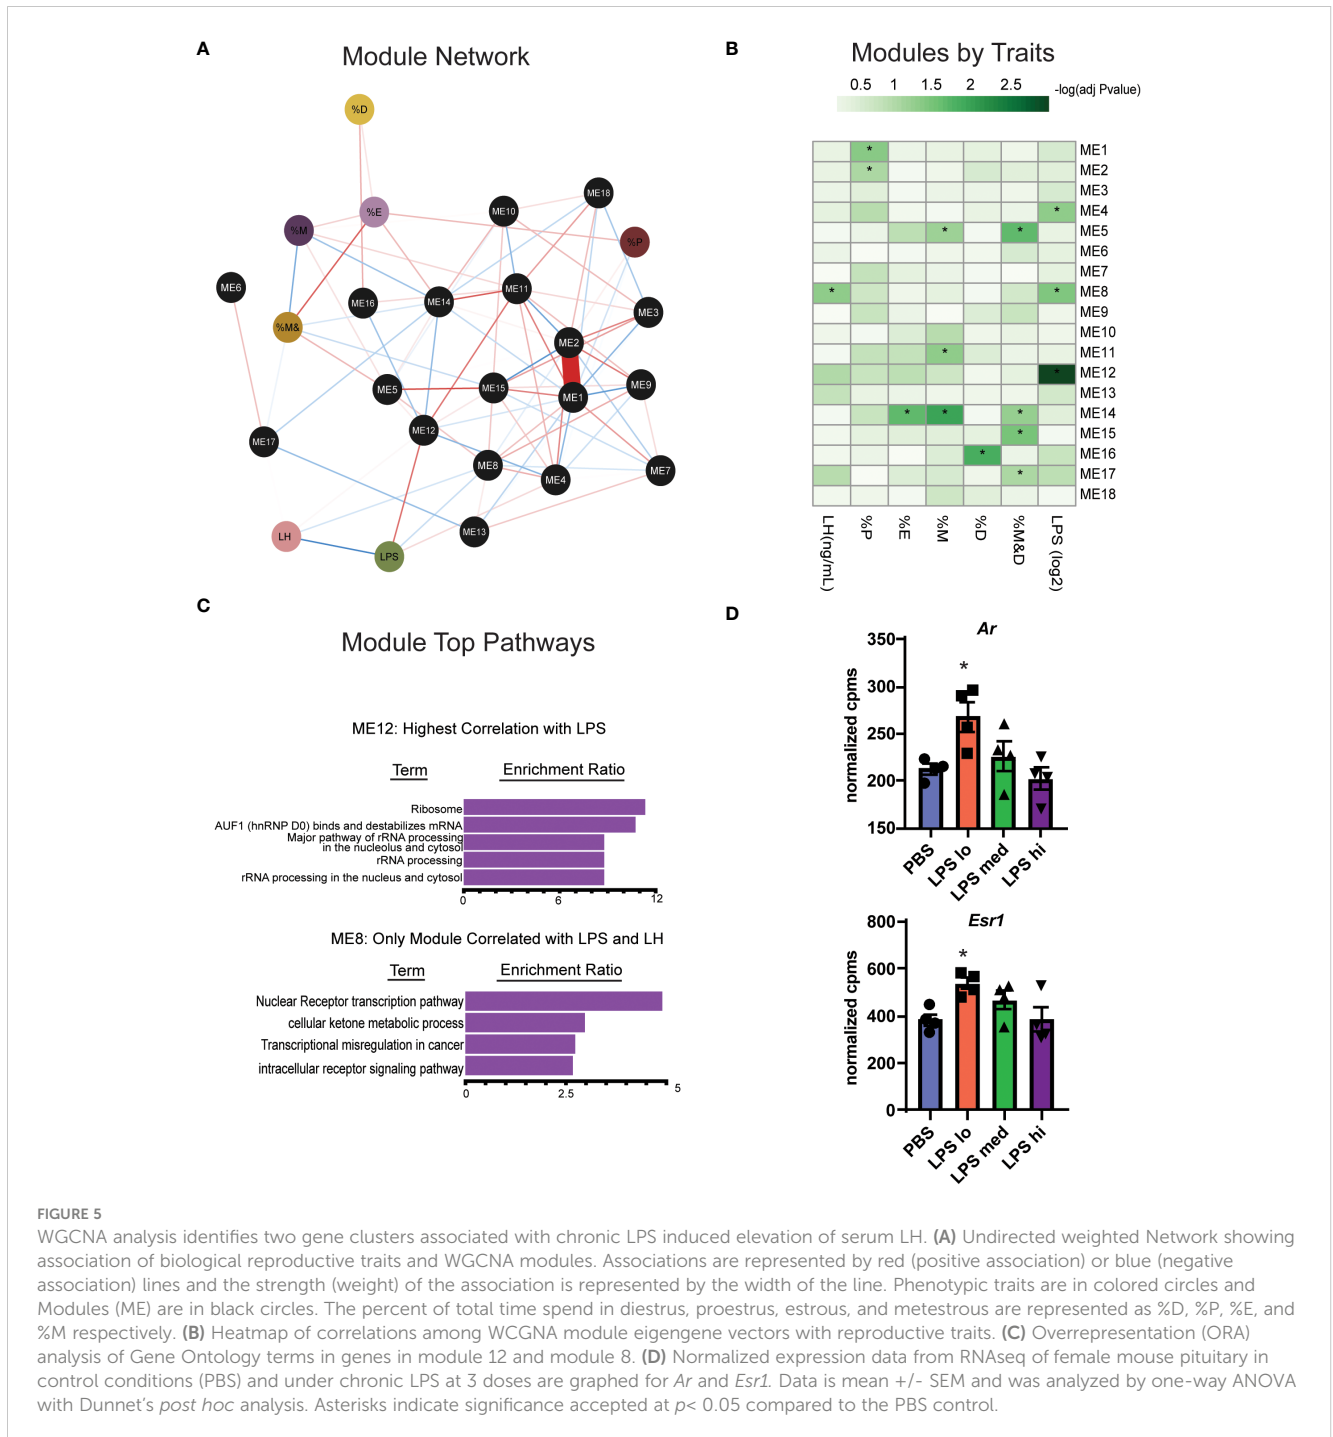 A
Module Network
%D
ME18
ME10
%E
%M
%P
ME6
ME16
ME14
ME11
ME3
%M&
ME2
ME5
ME15
ME9
ME1
ME12
ME17
ME8
ME7
ME4
ME13
LH
LPS
B
Modules by Traits
0.5 1 1.5 2 2.5
-log(adj Pvalue)
* ME1
* ME2
ME3
* ME4
* * ME5
ME6
ME7
* * ME8
ME9
ME10
* ME11
* ME12
ME13
* * * ME14
* ME15
* ME16
* ME17
ME18
LH(ng/mL)
%P
%E
%M
%D
%M&D
LPS (log2)
C
Module Top Pathways
ME12: Highest Correlation with LPS
Term Enrichment Ratio
Ribosome
AUF1 (hnRNP D0) binds and destabilizes mRNA
Major pathway of rRNA processing
in the nucleolus and cytosol
rRNA processing
rRNA processing in the nucleus and cytosol
0 6 12
ME8: Only Module Correlated with LPS and LH
Term Enrichment Ratio
Nuclear Receptor transcription pathway
cellular ketone metabolic process
Transcriptional misregulation in cancer
intracellular receptor signaling pathway
0 2.5 5
D
Ar
normalized cpms
350
300
250
200
150
*
PBS
LPS lo
LPS med
LPS hi
Esr1
normalized cpms
800
600
400
200
0
*
PBS
LPS lo
LPS med
LPS hi
FIGURE 5
WGCNA analysis identifies two gene clusters associated with chronic LPS induced elevation of serum LH. (A) Undirected weighted Network showing
association of biological reproductive traits and WGCNA modules. Associations are represented by red (positive association) or blue (negative
association) lines and the strength (weight) of the association is represented by the width of the line. Phenotypic traits are in colored circles and
Modules (ME) are in black circles. The percent of total time spend in diestrus, proestrus, estrous, and metestrous are represented as %D, %P, %E, and
%M respectively. (B) Heatmap of correlations among WCGNA module eigengene vectors with reproductive traits. (C) Overrepresentation (ORA)
analysis of Gene Ontology terms in genes in module 12 and module 8. (D) Normalized expression data from RNAseq of female mouse pituitary in
control conditions (PBS) and under chronic LPS at 3 doses are graphed for Ar and Esr1. Data is mean +/- SEM and was analyzed by one-way ANOVA
with Dunnet's post hoc analysis. Asterisks indicate significance accepted at p< 0.05 compared to the PBS control.